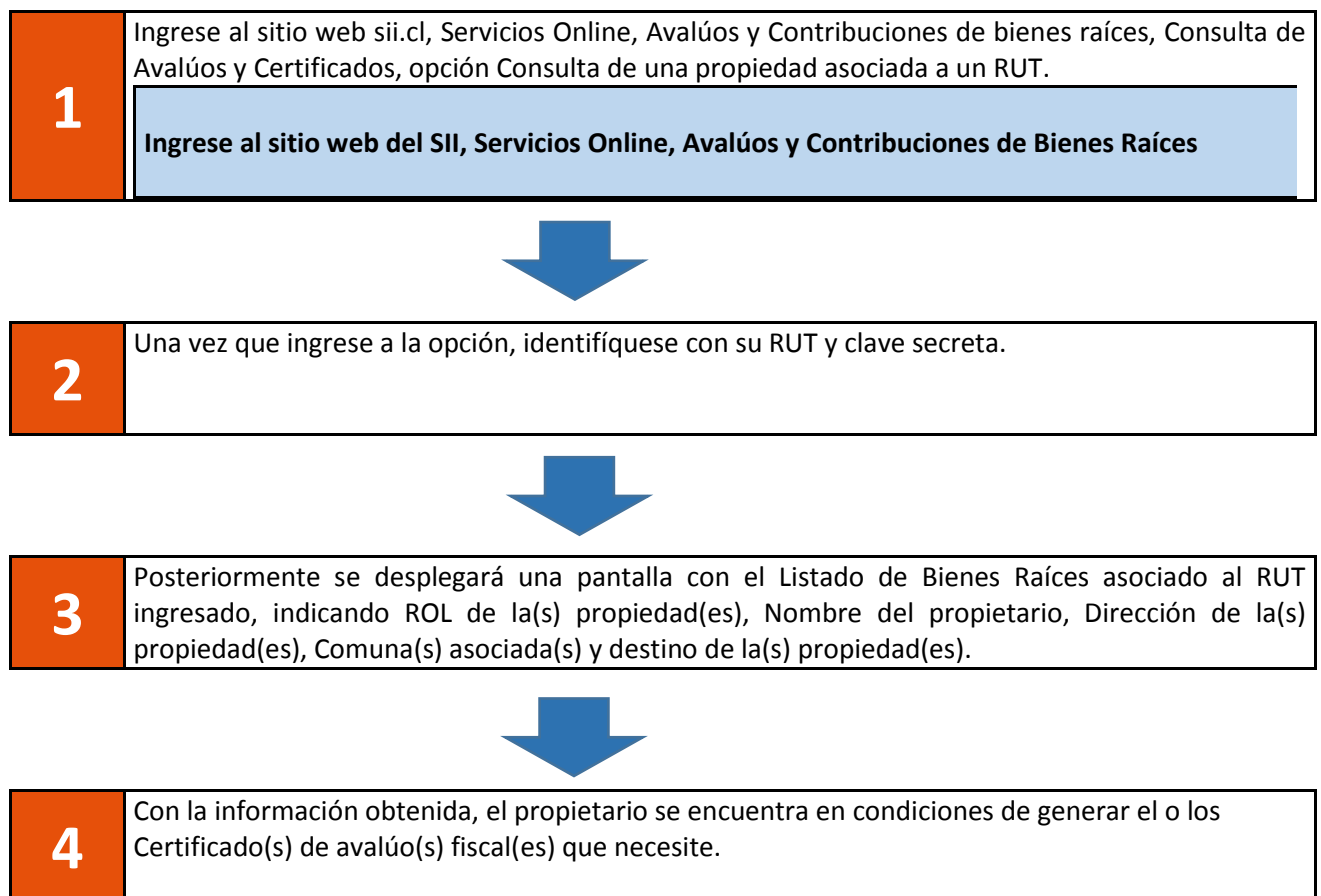 1
Ingrese al sitio web sii.cl, Servicios Online, Avalúos y Contribuciones de bienes raíces, Consulta de
Avalúos y Certificados, opción Consulta de una propiedad asociada a un RUT.
Ingrese al sitio web del SII, Servicios Online, Avalúos y Contribuciones de Bienes Raíces
2
Una vez que ingrese a la opción, identifíquese con su RUT y clave secreta.
3
Posteriormente se desplegará una pantalla con el Listado de Bienes Raíces asociado al RUT
ingresado, indicando ROL de la(s) propiedad(es), Nombre del propietario, Dirección de la(s)
propiedad(es), Comuna(s) asociada(s) y destino de la(s) propiedad(es).
4
Con la información obtenida, el propietario se encuentra en condiciones de generar el o los
Certificado(s) de avalúo(s) fiscal(es) que necesite.